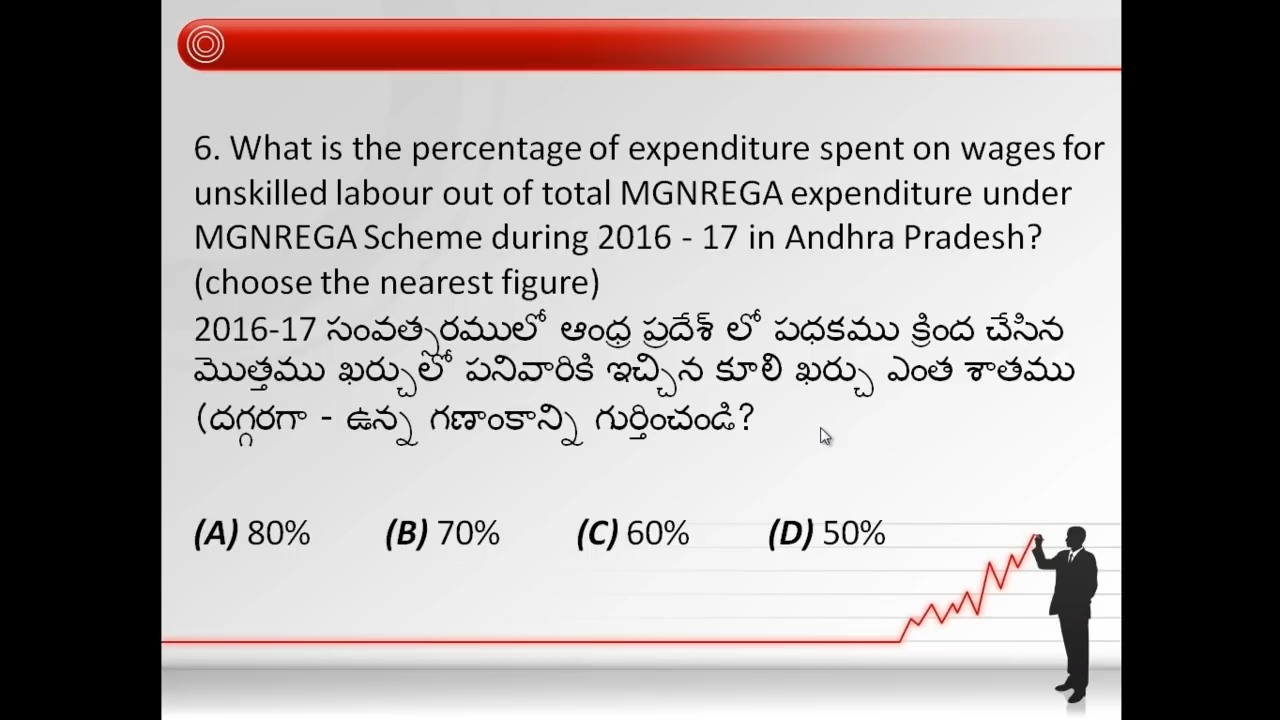 6. What is the percentage of expenditure spent on wages for
unskilled labour out of total MGNREGA expenditure under
MGNREGA Scheme during 2016 - 17 in Andhra Pradesh?
(choose the nearest figure)
2016-17 సంవత్సరములో ఆంధ్ర ప్రదేశ్ లో పధకము క్రింద చేసిన
మొత్తము ఖర్చులో పనివారికి ఇచ్చిన కూలి ఖర్చు ఎంత శాతము
(దగ్గరగా - ఉన్న గణాంకాన్ని గుర్తించండి?
(A) 80% (B) 70% (C) 60% (D) 50%